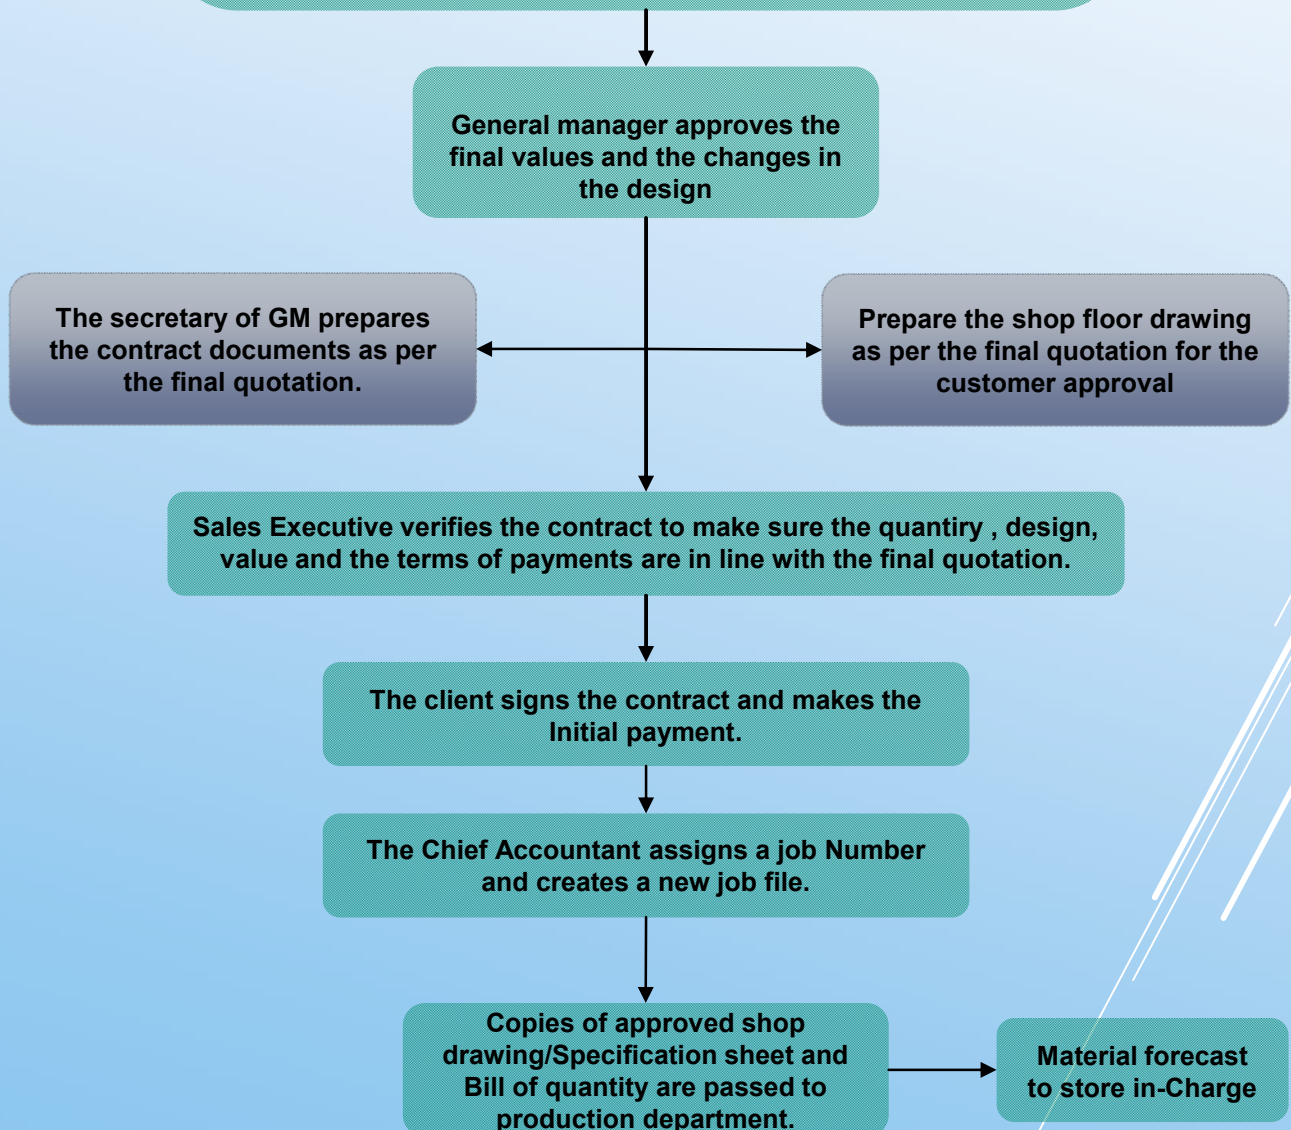 General manager approves the
final values and the changes in
the design
The secretary of GM prepares
the contract documents as per
the final quotation.
Prepare the shop floor drawing
as per the final quotation for the
customer approval
Sales Executive verifies the contract to make sure the quantiry , design,
value and the terms of payments are in line with the final quotation.
The client signs the contract and makes the
Initial payment.
The Chief Accountant assigns a job Number
and creates a new job file.
Copies of approved shop
drawing/Specification sheet and
Bill of quantity are passed to
production department.
Material forecast
to store in-Charge